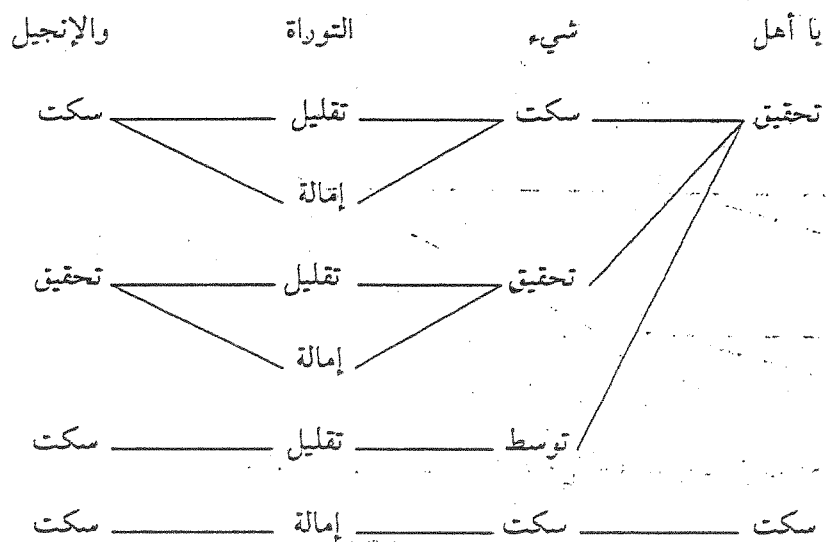 يا أهل شيء التوراة والإنجيل
تحقيق سكت تقليل سكت
إمالة
تحقيق تقليل تحقيق
إمالة
توسط تقليل سكت
سكت سكت إمالة سكت